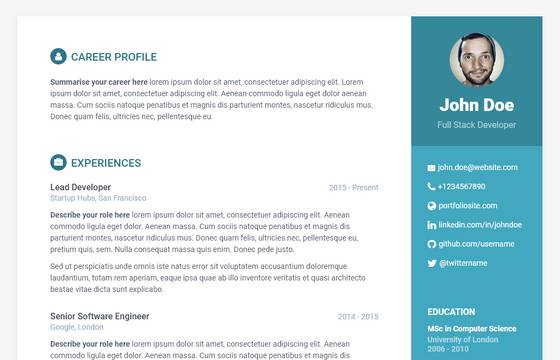 CAREER PROFILE
Summarise your career here lorem ipsum dolor sit amet, consectetuer adipiscing elit. Lorem
ipsum dolor sit amet, consectetuer adipiscing elit. Aenean commodo ligula eget dolor aenean
massa. Cum sociis natoque penatibus et magnis dis parturient montes, nascetur ridiculus mus.
Donec quam felis, ultricies nec, pellentesque eu.
EXPERIENCES
Lead Developer 2015 - Present
Startup Hubs, San Francisco
Describe your role here lorem ipsum dolor sit amet, consectetuer adipiscing elit. Aenean
commodo ligula eget dolor. Aenean massa. Cum sociis natoque penatibus et magnis dis
parturient montes, nascetur ridiculus mus. Donec quam felis, ultricies nec, pellentesque eu,
pretium quis, sem. Nulla consequat massa quis enim. Donec pede justo.
Sed ut perspiciatis unde omnis iste natus error sit voluptatem accusantium doloremque
laudantium, totam rem aperiam, eaque ipsa quae ab illo inventore veritatis et quasi architecto
beatae vitae dicta sunt explicabo.
Senior Software Engineer 2014 - 2015
Google, London
Describe your role here lorem ipsum dolor sit amet, consectetuer adipiscing elit. Aenean
commodo ligula eget dolor. Aenean massa. Cum sociis natoque penatibus et magnis dis
John Doe
Full Stack Developer
john.doe@website.com
+1234567890
portfoliosite.com
linkedin.com/in/johndoe
github.com/username
@twittername
EDUCATION
MSc in Computer Science
University of London
2006 - 2010